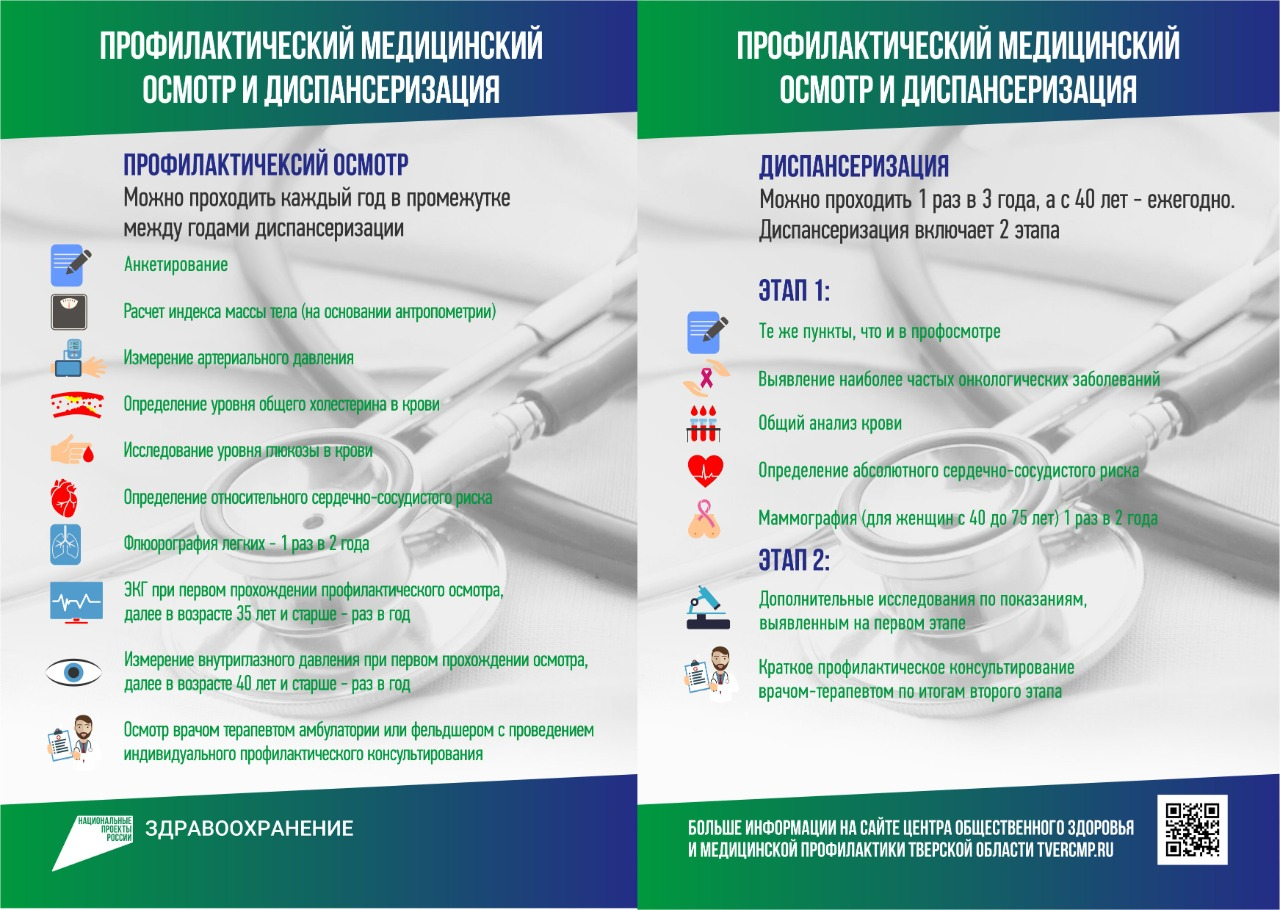 ПРОФИЛАКТИЧЕСКИЙ МЕДИЦИНСКИЙ
ОСМОТР И ДИСПАНСЕРИЗАЦИЯ
ПРОФИЛАКТИЧЕКСИЙ ОСМОТР
Можно проходить каждый год в промежутке
между годами диспансеризации
Анкетирование
Расчет индекса массы тела (на основании антропометрии)
Измерение артериального давления
Определение уровня общего холестерина в крови
Исследование уровня глюкозы в крови
Определение относительного сердечно-сосудистого риска
Флюорография легких - 1 раз в 2 года
ЭКГ при первом прохождении профилактического осмотра,
далее в возрасте 35 лет и старше - раз в год
Измерение внутриглазного давления при первом прохождении осмотра,
далее в возрасте 40 лет и старше - раз в год
Осмотр врачом терапевтом амбулатории или фельдшером с проведением
индивидуального профилактического консультирования
НАЦИОНАЛЬНЫЕ
ПРОЕКТЫ
РОССИИ
ЗДРАВООХРАНЕНИЕ
ПРОФИЛАКТИЧЕСКИЙ МЕДИЦИНСКИЙ
ОСМОТР И ДИСПАНСЕРИЗАЦИЯ
ДИСПАНСЕРИЗАЦИЯ
Можно проходить 1 раз в 3 года, а с 40 лет - ежегодно.
Диспансеризация включает 2 этапа
ЭТАП 1:
Те же пункты, что и в профосмотре
Выявление наиболее частых онкологических заболеваний
Общий анализ крови
Определение абсолютного сердечно-сосудистого риска
Маммография (для женщин с 40 до 75 лет) 1 раз в 2 года
ЭТАП 2:
Дополнительные исследования по показаниям,
выявленным на первом этапе
Краткое профилактическое консультирование
врачом-терапевтом по итогам второго этапа
БОЛЬШЕ ИНФОРМАЦИИ НА САЙТЕ ЦЕНТРА ОБЩЕСТВЕННОГО ЗДОРОВЬЯ
И МЕДИЦИНСКОЙ ПРОФИЛАКТИКИ ТВЕРСКОЙ ОБЛАСТИ TVERCMP.RU